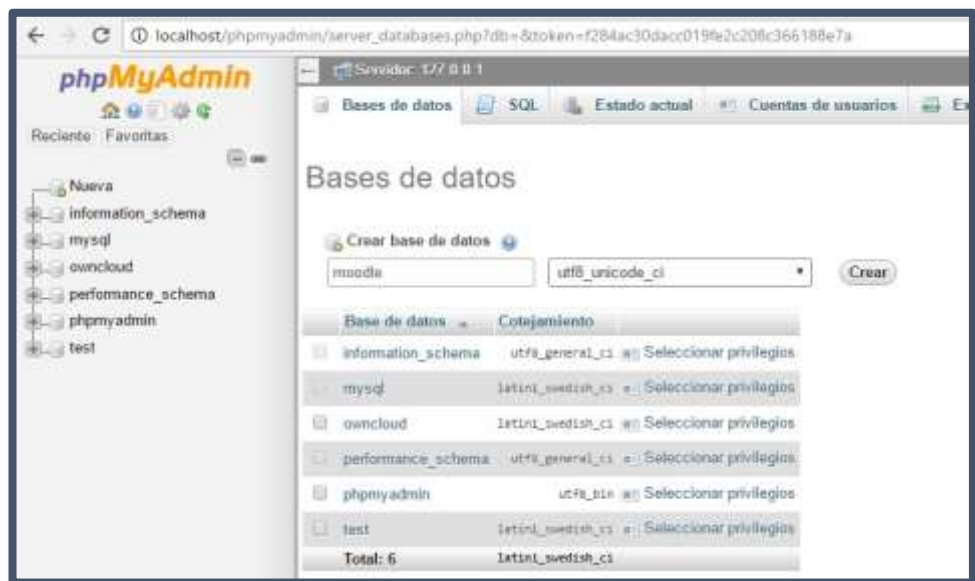 localhost/phpmyadmin/server_databases.php?db=&token=f284ac30dacc019fe2c208c366188e7a
phpMyAdmin
Reciente Favoritas
Nueva
information_schema
mysql
owncloud
performance_schema
phpmyadmin
test
Servidor: 127.0.0.1
Bases de datos SQL Estado actual Cuentas de usuarios Ex
Bases de datos
Crear base de datos
moodle utf8_unicode_ci Crear
Base de datos Cotejamiento
information_schema utf8_general_ci Seleccionar privilegios
mysql latin1_swedish_ci Seleccionar privilegios
owncloud latin1_swedish_ci Seleccionar privilegios
performance_schema utf8_general_ci Seleccionar privilegios
phpmyadmin utf8_bin Seleccionar privilegios
test latin1_swedish_ci Seleccionar privilegios
Total: 6 latin1_swedish_ci